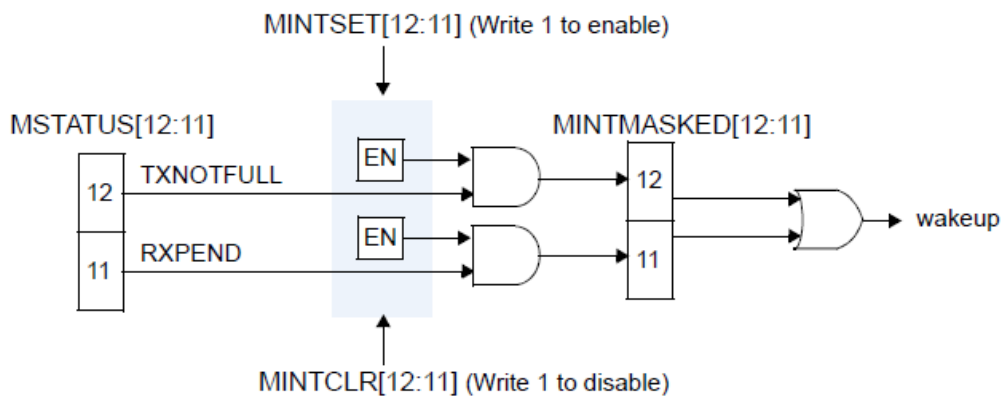 MINTSET[12:11] (Write 1 to enable)
MSTATUS[12:11]
MINTMASKED[12:11]
EN
12
TXNOTFULL
12
EN
wakeup
11
RXPEND
11
MINTCLR[12:11] (Write 1 to disable)